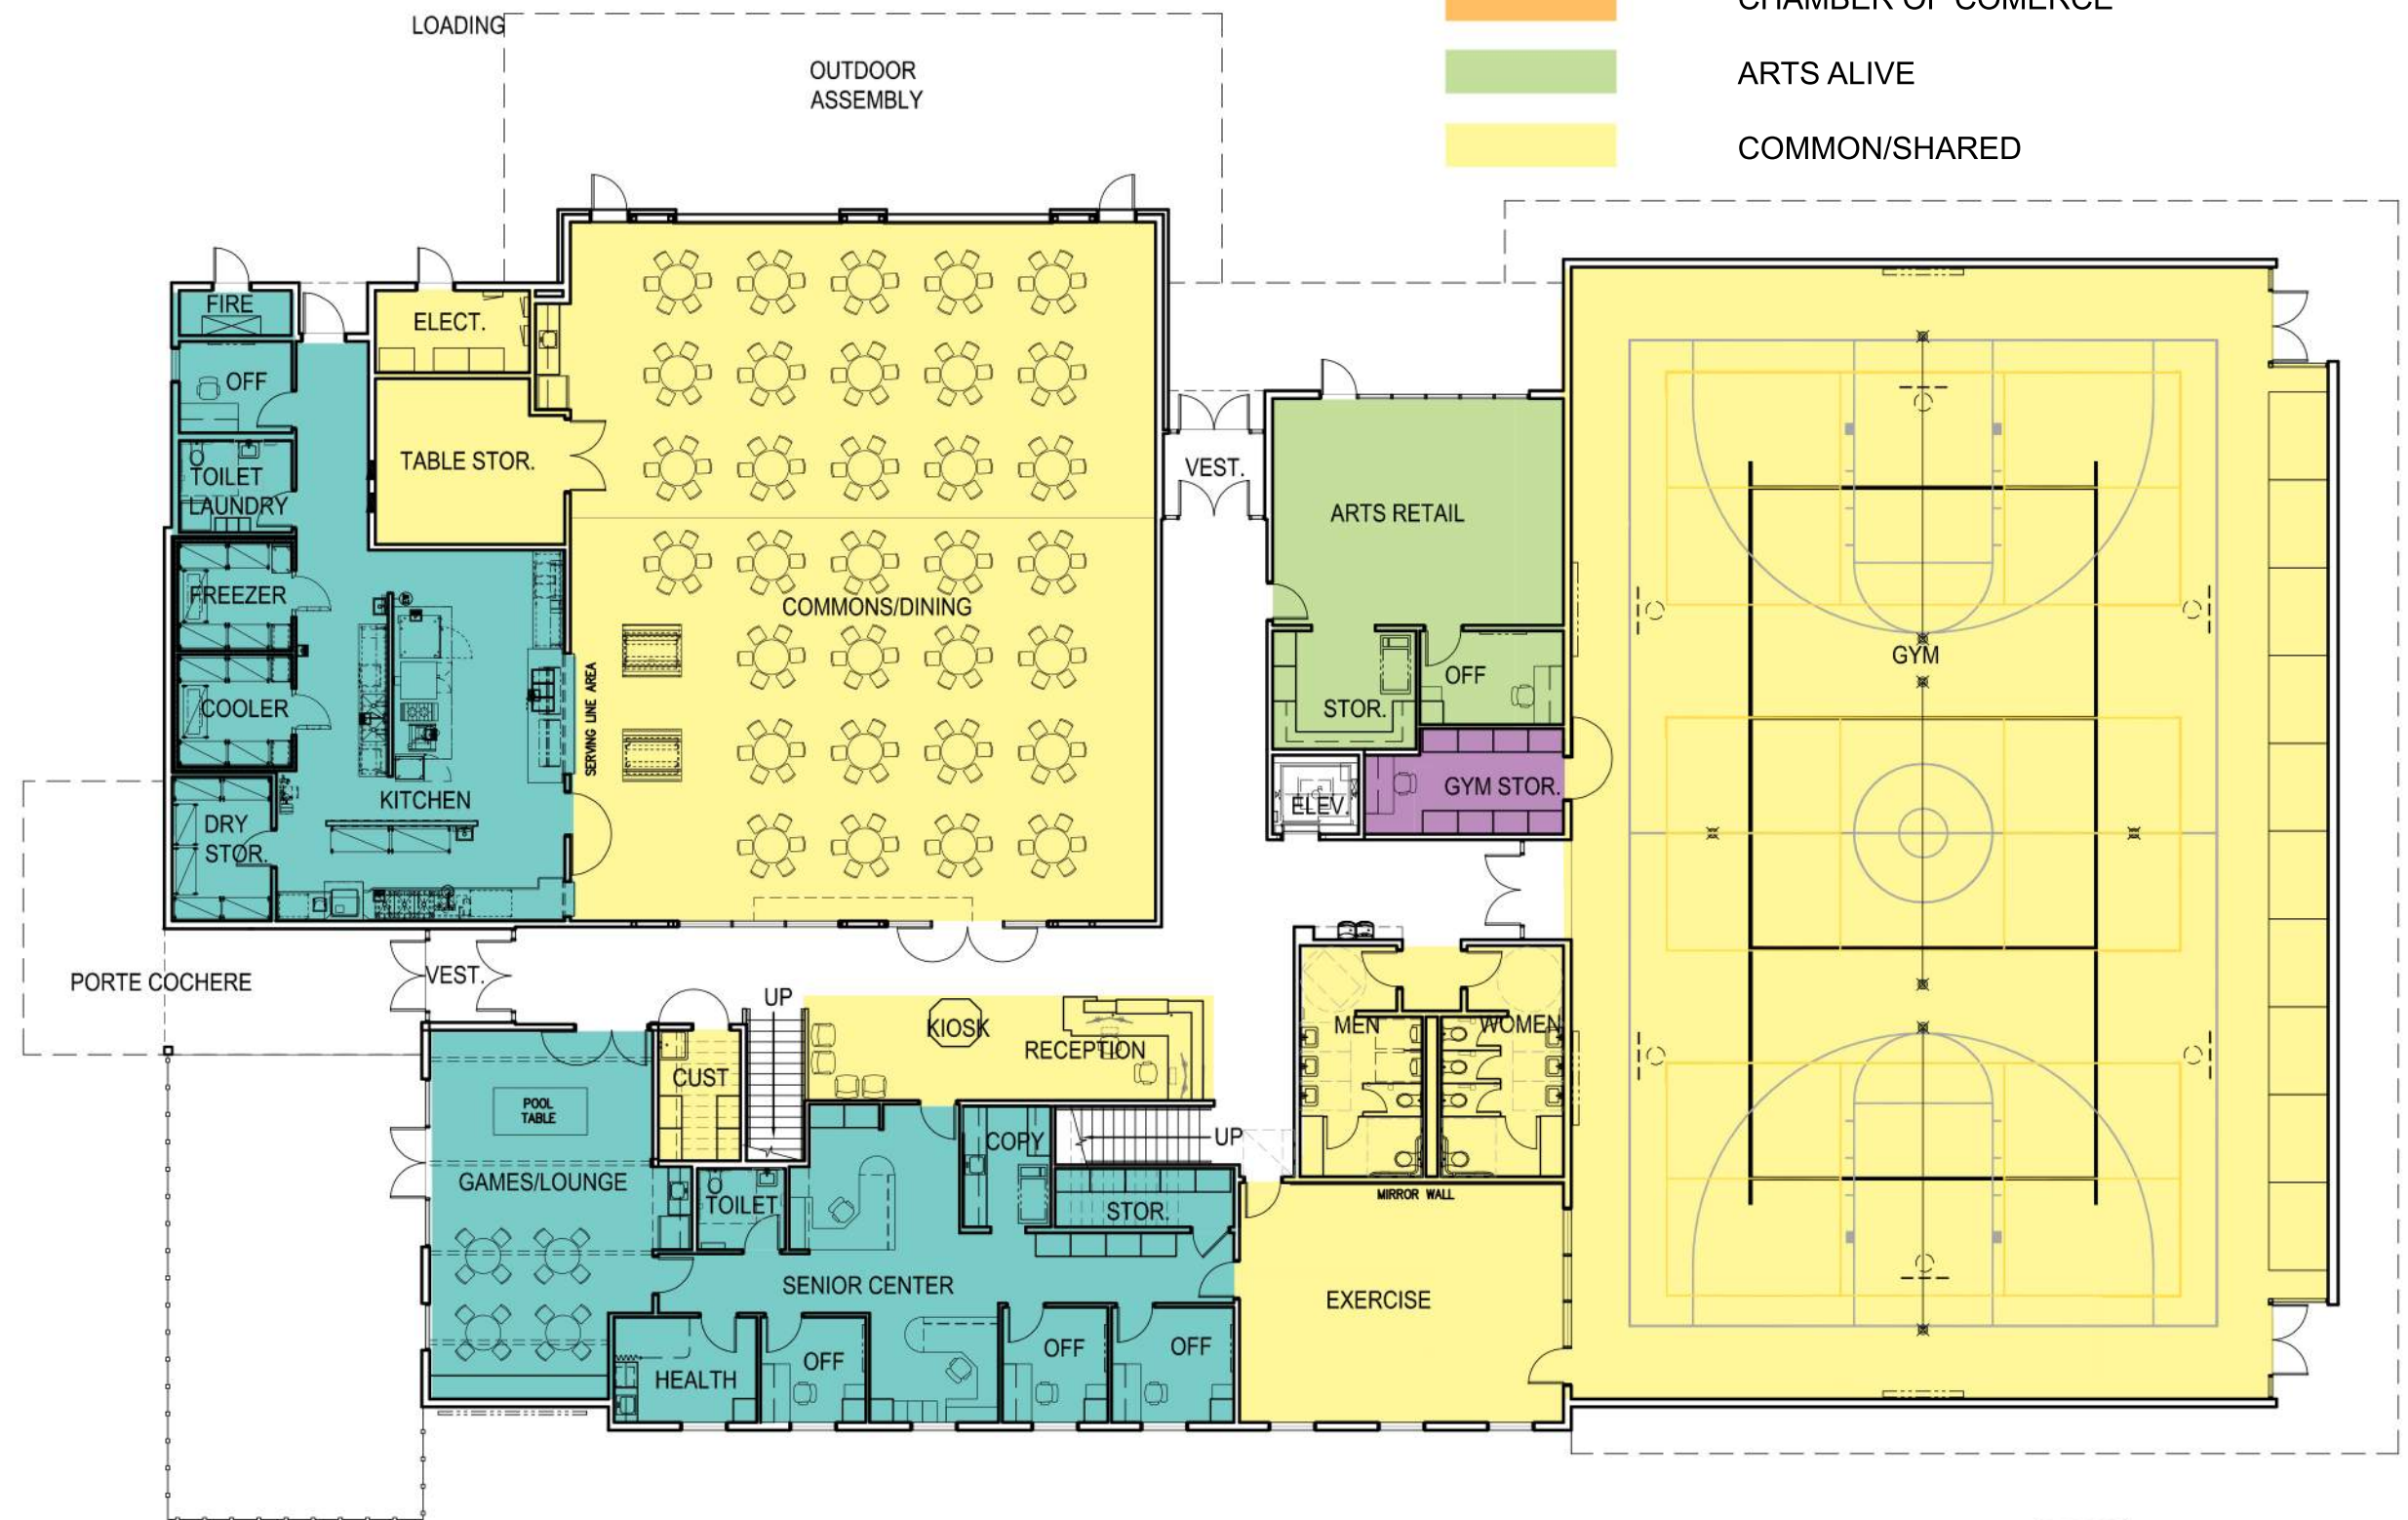 CHAMBER OF COMERCE
LOADING
OUTDOOR
ASSEMBLY
ARTS ALIVE
COMMON/SHARED
FIRE
ELECT.
OFF
TABLE STOR.
TOILET
LAUNDRY
VEST.
ARTS RETAIL
FREEZER
COMMONS/DINING
GYM
SERVING LINE AREA
OFF
COOLER
STOR.
KITCHEN
GYM STOR.
ELEV.
DRY
STOR.
PORTE COCHERE
VEST.
UP
KIOSK
RECEPTION
MEN
WOMEN
CUST
POOL
TABLE
COPY
UP
GAMES/LOUNGE
TOILET
STOR.
MIRROR WALL
SENIOR CENTER
EXERCISE
HEALTH
OFF
OFF
OFF